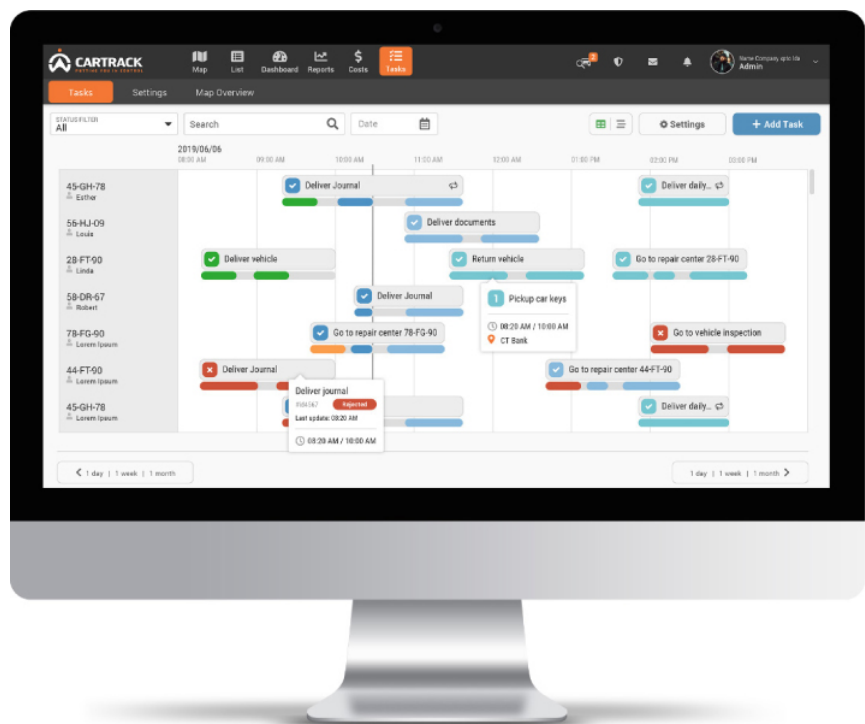 CARTRACK
PUTTING YOU IN CONTROL
Map
List
Dashboard
Reports
Costs
Tasks
2
Admin
Tasks
Settings
Map Overview
STATUS FILTER
All
Search
Date
Settings
+ Add Task
2019/06/06
08:00 AM
09:00 AM
10:00 AM
11:00 AM
12:00 AM
01:00 PM
02:00 PM
03:00 PM
45-GH-78
Esther
Deliver Journal
Deliver daily...
56-HJ-09
Louis
Deliver documents
28-FT-90
Linda
Deliver vehicle
Return vehicle
Go to repair center 28-FT-90
58-DR-67
Robert
Deliver Journal
1 Pickup car keys
08:20 AM / 10:00 AM
CT Bank
78-FG-90
Lorem Ipsum
Go to repair center 78-FG-90
Go to vehicle inspection
44-FT-90
Lorem Ipsum
Deliver Journal
Go to repair center 44-FT-90
Deliver journal
Rejected
Last update: 08:20 AM
08:20 AM / 10:00 AM
45-GH-78
Lorem Ipsum
Deliver daily...
1 day | 1 week | 1 month
1 day | 1 week | 1 month